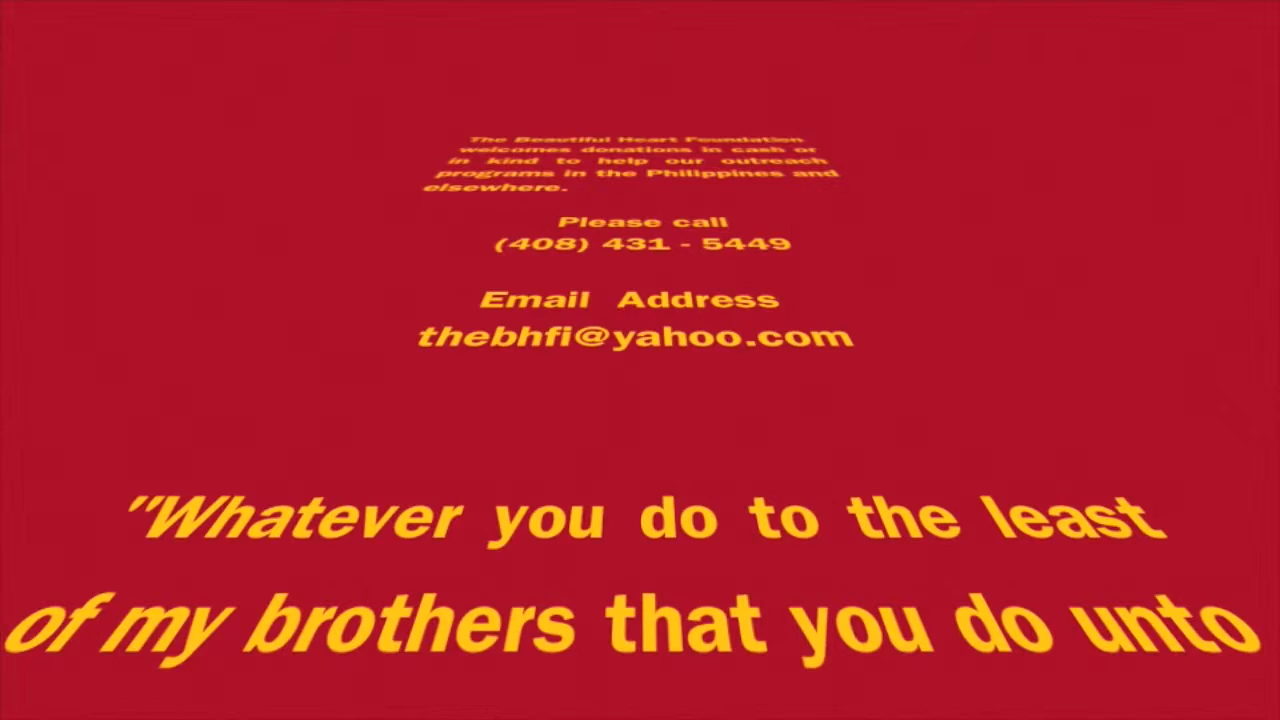 The Beautiful Heart Foundation
welcomes donations in cash or
in kind to help our outreach
programs in the Philippines and
elsewhere.
Please call
(408) 431 - 5449
Email Address
thebhfi@yahoo.com
"Whatever you do to the least
of my brothers that you do unto